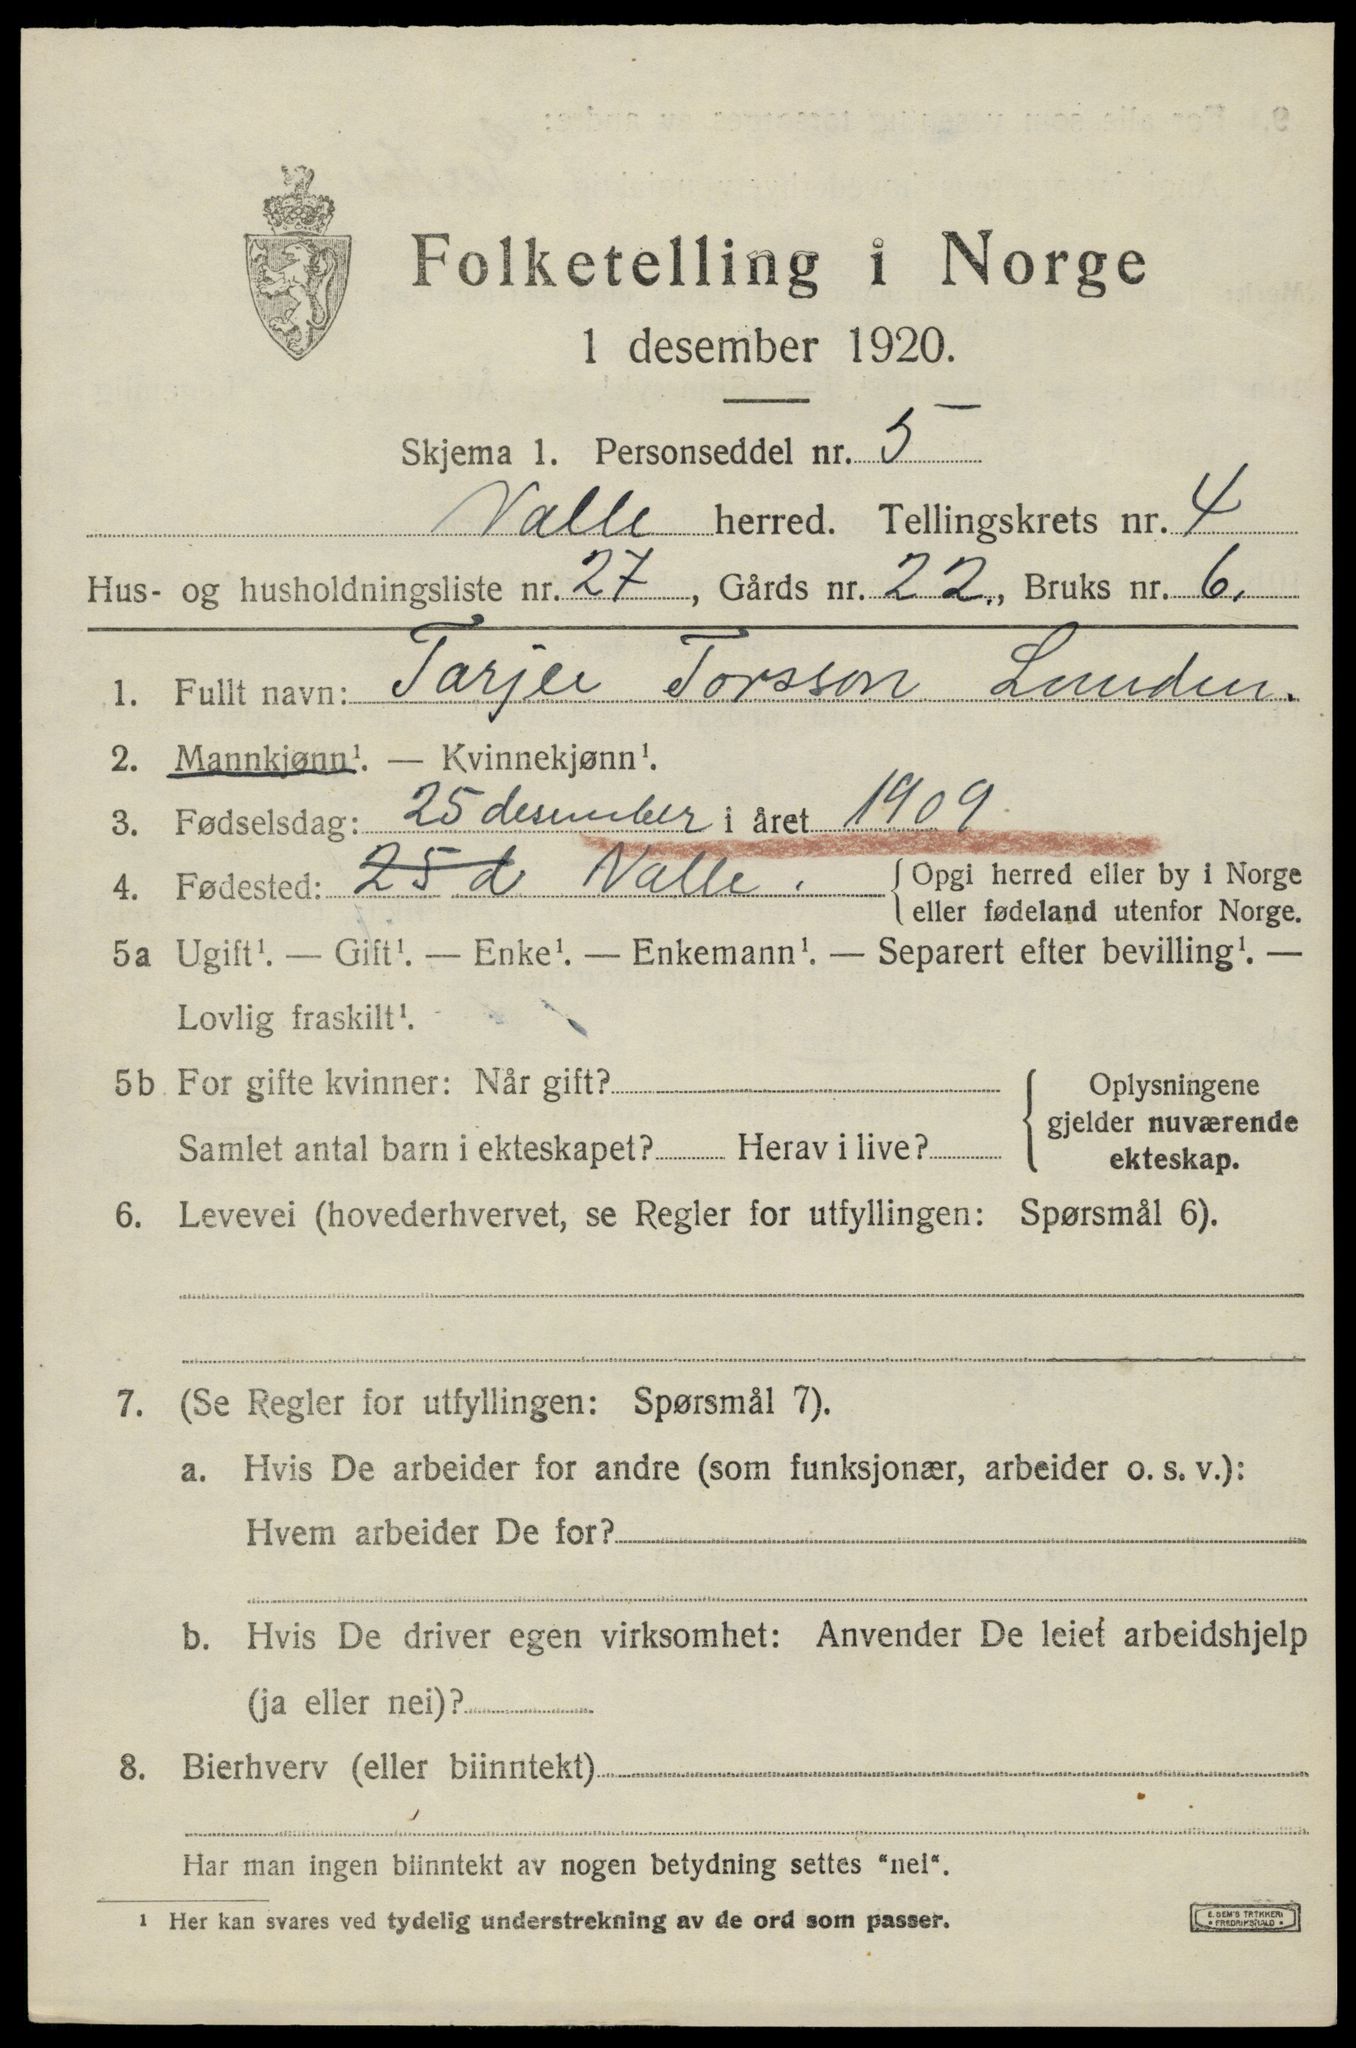 Folketelling i Norge
1 desember 1920.
Skjema 1. Personseddel nr. 5
Valle herred. Tellingskrets nr. 4
Hus- og husholdningsliste nr. 27, Gårds nr. 22., Bruks nr. 6.
1. Fullt navn: Tarjei Torsson Lunden.
2. Mannkjønn¹. — Kvinnekjønn¹.
3. Fødselsdag: 25 desember i året 1909
4. Fødested: 25 d Valle. { Opgi herred eller by i Norge
eller fødeland utenfor Norge.
5a Ugift¹. — Gift¹. — Enke¹. — Enkemann¹. — Separert efter bevilling¹. —
Lovlig fraskilt¹.
5b For gifte kvinner: Når gift?
Samlet antal barn i ekteskapet? Herav i live?
{ Oplysningene
gjelder nuværende
ekteskap.
6. Levevei (hovederhvervet, se Regler for utfyllingen: Spørsmål 6).
7. (Se Regler for utfyllingen: Spørsmål 7).
a. Hvis De arbeider for andre (som funksjonær, arbeider o. s. v.):
Hvem arbeider De for?
b. Hvis De driver egen virksomhet: Anvender De leiet arbeidshjelp
(ja eller nei)?
8. Bierhverv (eller biinntekt)
Har man ingen biinntekt av nogen betydning settes "nei".
¹ Her kan svares ved tydelig understrekning av de ord som passer.
E. SEM'S TRYKKERI
FREDRIKSHALD